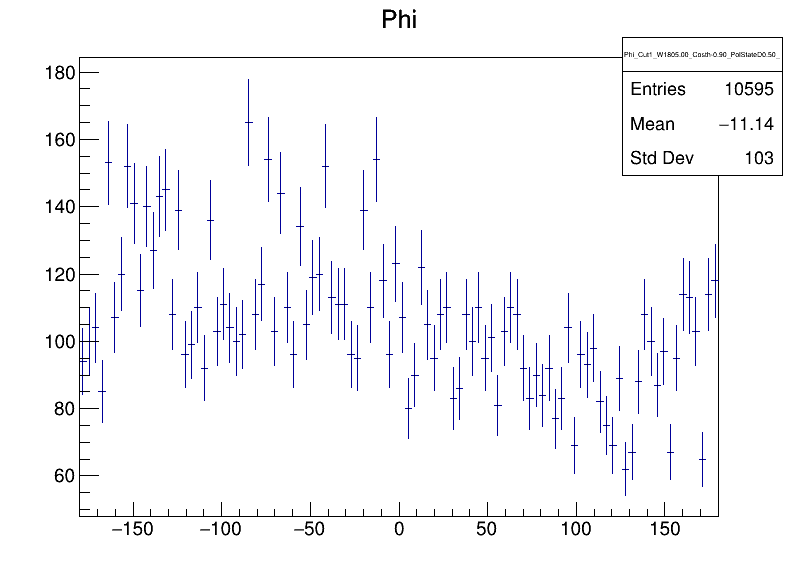 Phi
Phi_Cut1_W1805.00_Costh-0.90_PolStateD0.50_
Entries 10595
Mean −11.14
Std Dev 103
180
160
140
120
100
80
60
−150 −100 −50 0 50 100 150